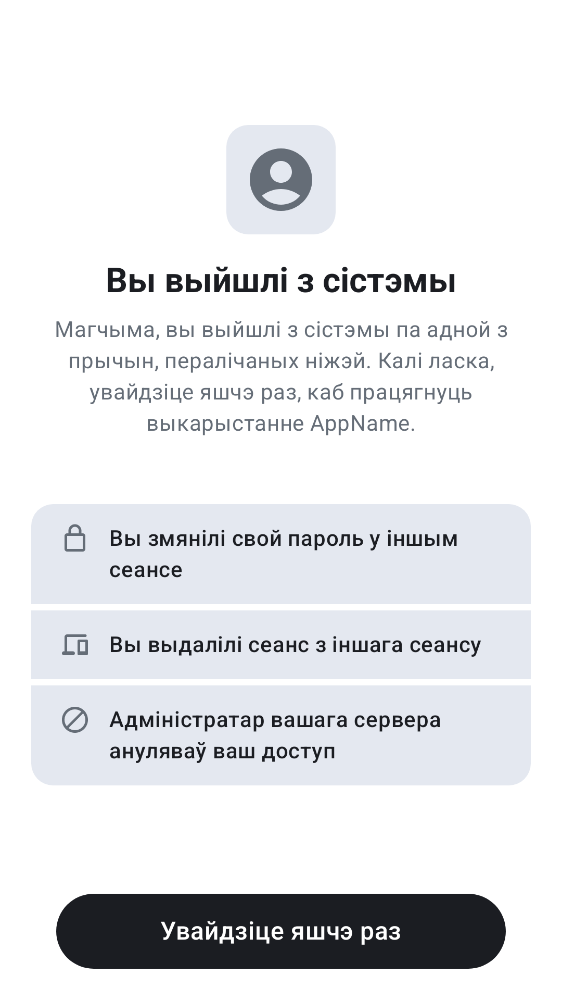 Вы выйшлі з сістэмы
Магчыма, вы выйшлі з сістэмы па адной з
прычын, пералічаных ніжэй. Калі ласка,
увайдзіце яшчэ раз, каб працягнуць
выкарыстанне AppName.
Вы змянілі свой пароль у іншым
сеансе
Вы выдалілі сеанс з іншага сеансу
Адміністратар вашага сервера
ануляваў ваш доступ
Увайдзіце яшчэ раз